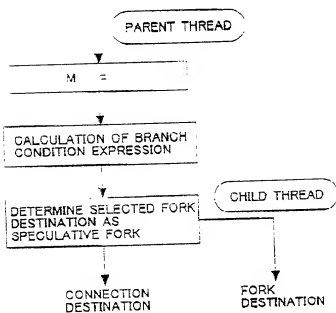 PARENT THREAD
M =
CALCULATION OF BRANCH
CONDITION EXPRESSION
DETERMINE SELECTED FORK
DESTINATION AS
SPECULATIVE FORK
CHILD THREAD
CONNECTION
DESTINATION
FORK
DESTINATION